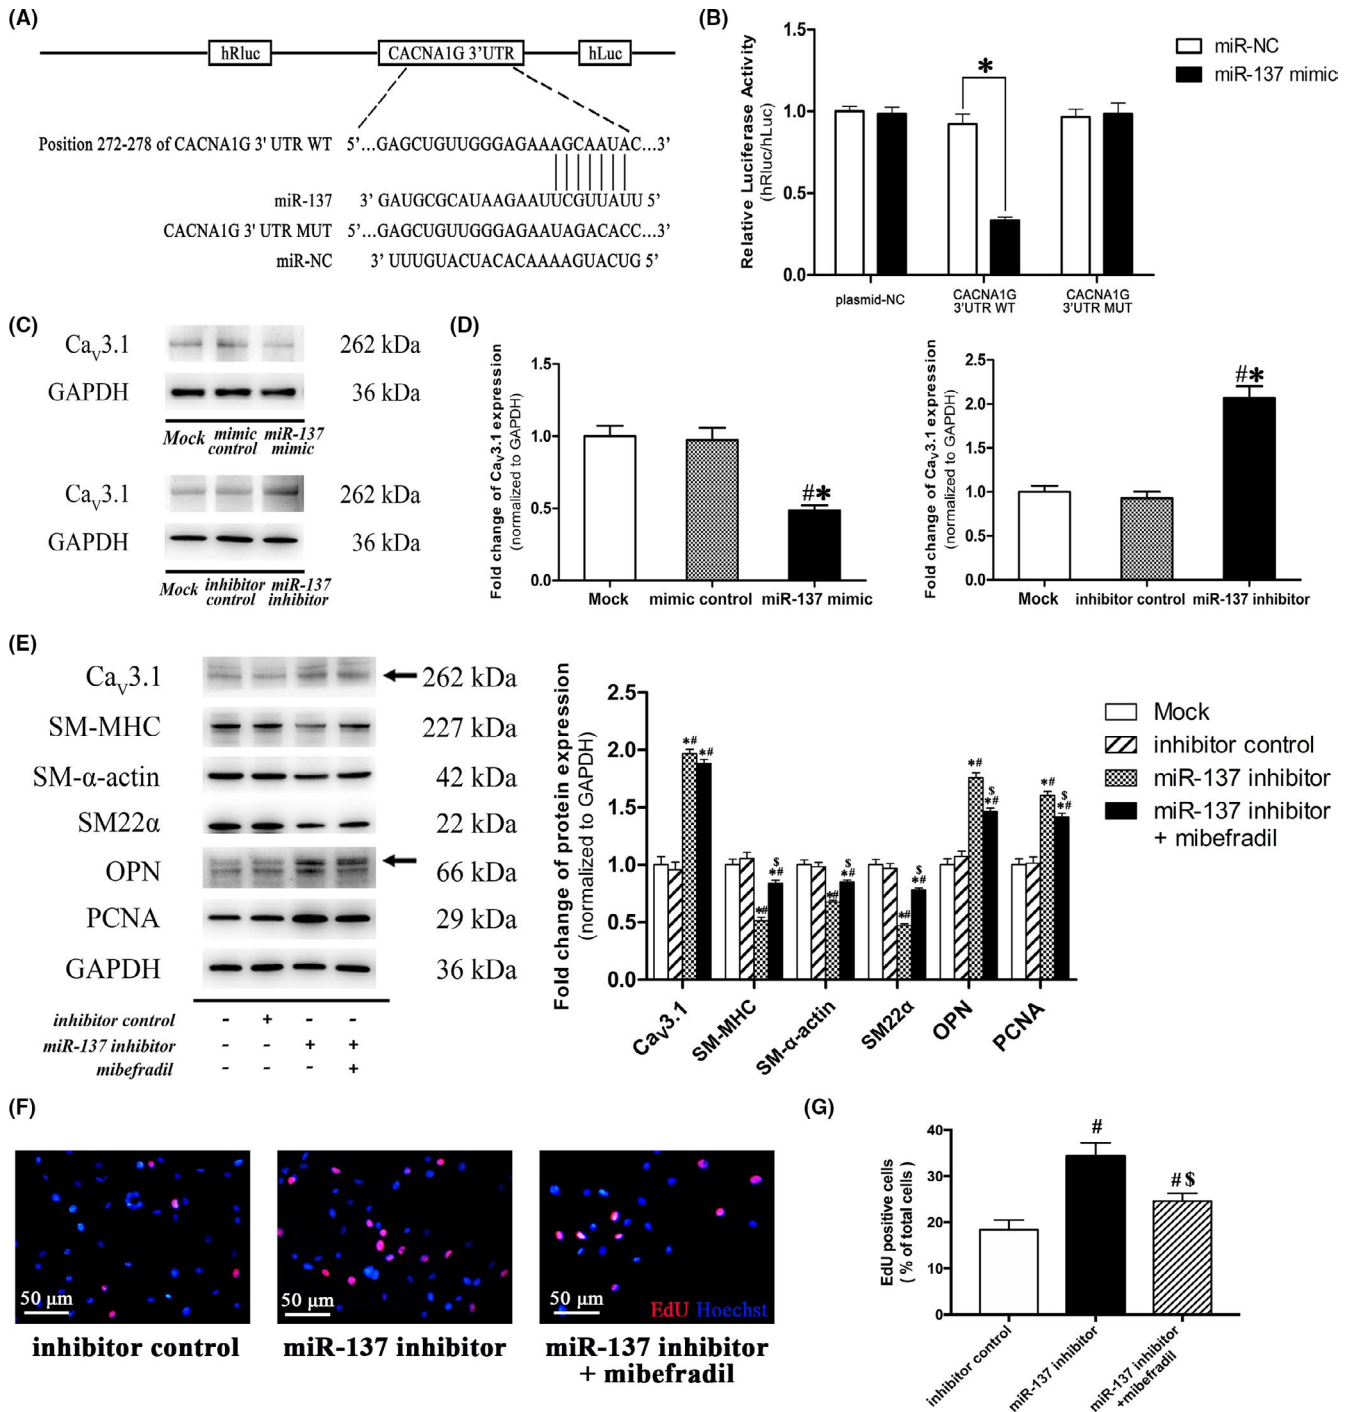 (A)
hRluc
CACNA1G 3’UTR
hLuc
Position 272-278 of CACNA1G 3' UTR WT 5’...GAGCUGUUGGGAGAAAGCAAUAC...3’
miR-137 3’ GAUGCGCAUAAGAAUUCGUUAUU 5’
CACNA1G 3' UTR MUT 5’...GAGCUGUUGGGAGAAUAGACACC...3’
miR-NC 3’ UUUGUACUACACAAAAGUACUG 5’
(B)
Relative Luciferase Activity
(hRluc/hLuc)
1.5
1.0
0.5
0.0
*
miR-NC
miR-137 mimic
plasmid-NC
CACNA1G
3'UTR WT
CACNA1G
3'UTR MUT
(C)
CaV3.1 262 kDa
GAPDH 36 kDa
Mock mimic control miR-137 mimic
CaV3.1 262 kDa
GAPDH 36 kDa
Mock inhibitor control miR-137 inhibitor
(D)
Fold change of CaV3.1 expression
(normalized to GAPDH)
1.5
1.0
0.5
0.0
#*
Mock mimic control miR-137 mimic
Fold change of CaV3.1 expression
(normalized to GAPDH)
2.5
2.0
1.5
1.0
0.5
0.0
#*
Mock inhibitor control miR-137 inhibitor
(E)
CaV3.1 262 kDa
SM-MHC 227 kDa
SM-α-actin 42 kDa
SM22α 22 kDa
OPN 66 kDa
PCNA 29 kDa
GAPDH 36 kDa
inhibitor control - + - -
miR-137 inhibitor - - + +
mibefradil - - - +
Fold change of protein expression
(normalized to GAPDH)
2.5
2.0
1.5
1.0
0.5
0.0
*# *#
*# $ *#
*# $ *#
*# $ *#
*# $ *#
*# $ *#
CaV3.1
SM-MHC
SM-α-actin
SM22α
OPN
PCNA
Mock
inhibitor control
miR-137 inhibitor
miR-137 inhibitor
+ mibefradil
(F)
50 μm
50 μm
50 μm
EdU Hoechst
inhibitor control
miR-137 inhibitor
miR-137 inhibitor
+ mibefradil
(G)
EdU positive cells
( % of total cells )
40
30
20
10
0
#
# $
inhibitor control
miR-137 inhibitor
miR-137 inhibitor
+mibefradil